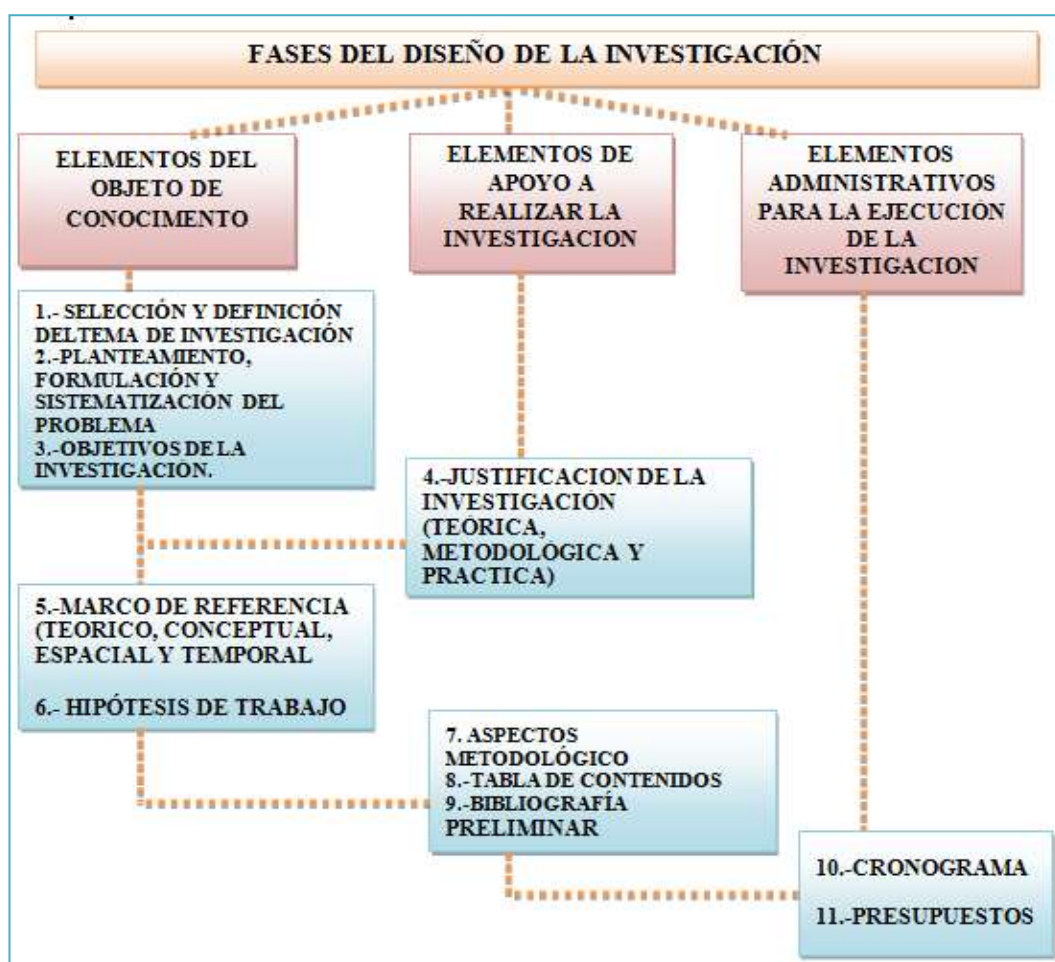 FASES DEL DISEÑO DE LA INVESTIGACIÓN
ELEMENTOS DEL
OBJETO DE
CONOCIMIENTO
ELEMENTOS DE
APOYO A
REALIZAR LA
INVESTIGACION
ELEMENTOS
ADMINISTRATIVOS
PARA LA EJECUCIÓN
DE LA
INVESTIGACION
1.- SELECCIÓN Y DEFINICIÓN
DELTEMA DE INVESTIGACIÓN
2.-PLANTEAMIENTO,
FORMULACIÓN Y
SISTEMATIZACIÓN DEL
PROBLEMA
3.-OBJETIVOS DE LA
INVESTIGACIÓN.
4.-JUSTIFICACION DE LA
INVESTIGACIÓN
(TEÓRICA,
METODOLÓGICA Y
PRACTICA)
5.-MARCO DE REFERENCIA
(TEORICO, CONCEPTUAL,
ESPACIAL Y TEMPORAL
6.- HIPÓTESIS DE TRABAJO
7. ASPECTOS
METODOLÓGICO
8.-TABLA DE CONTENIDOS
9.-BIBLIOGRAFÍA
PRELIMINAR
10.-CRONOGRAMA
11.-PRESUPUESTOS